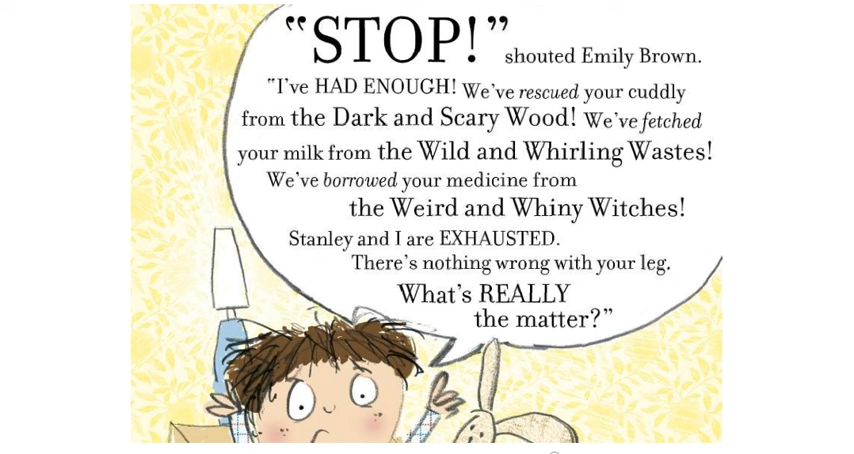 “STOP!” shouted Emily Brown.
“I’ve HAD ENOUGH! We’ve rescued your cuddly
from the Dark and Scary Wood! We’ve fetched
your milk from the Wild and Whirling Wastes!
We’ve borrowed your medicine from
the Weird and Whiny Witches!
Stanley and I are EXHAUSTED.
There’s nothing wrong with your leg.
What’s REALLY
the matter?”